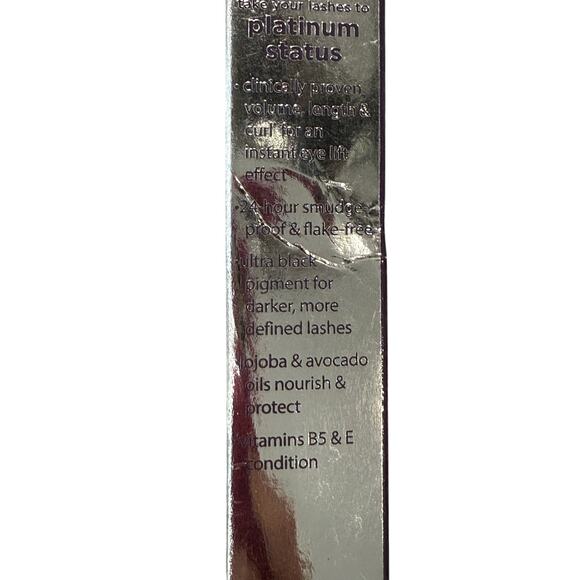 take your lashes to
platinum
status
• clinically proven
volume, length &
curl for an
instant eye lift
effect
• 24-hour smudge-
proof & flake-free
• ultra black
pigment for
darker, more
defined lashes
jojoba & avocado
oils nourish &
protect
vitamins B5 & E
condition